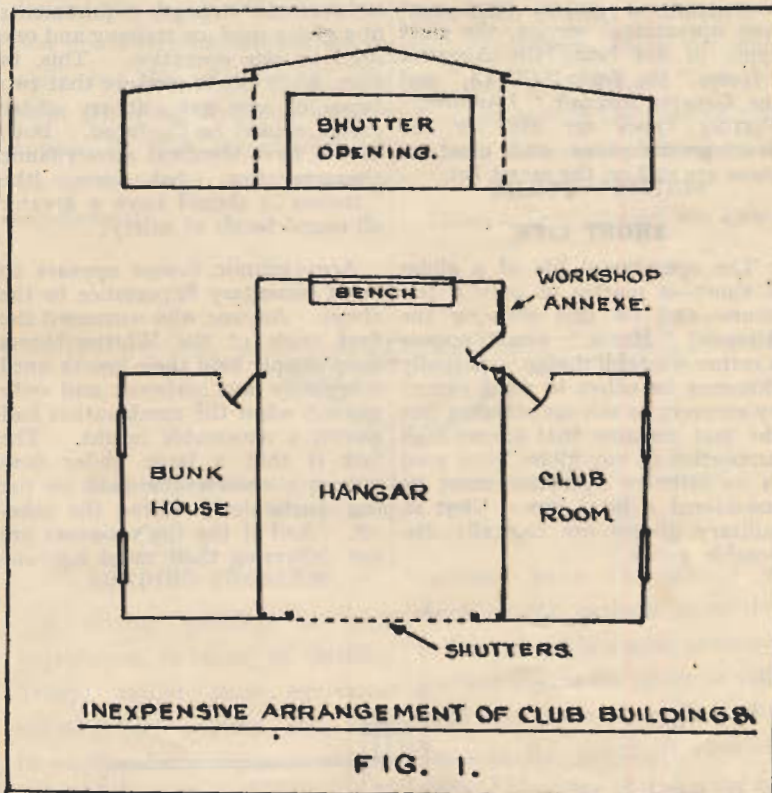 SHUTTER
OPENING.
BENCH
WORKSHOP
ANNEXE.
BUNK
HOUSE
HANGAR
CLUB
ROOM.
SHUTTERS.
INEXPENSIVE ARRANGEMENT OF CLUB BUILDINGS.
FIG. 1.